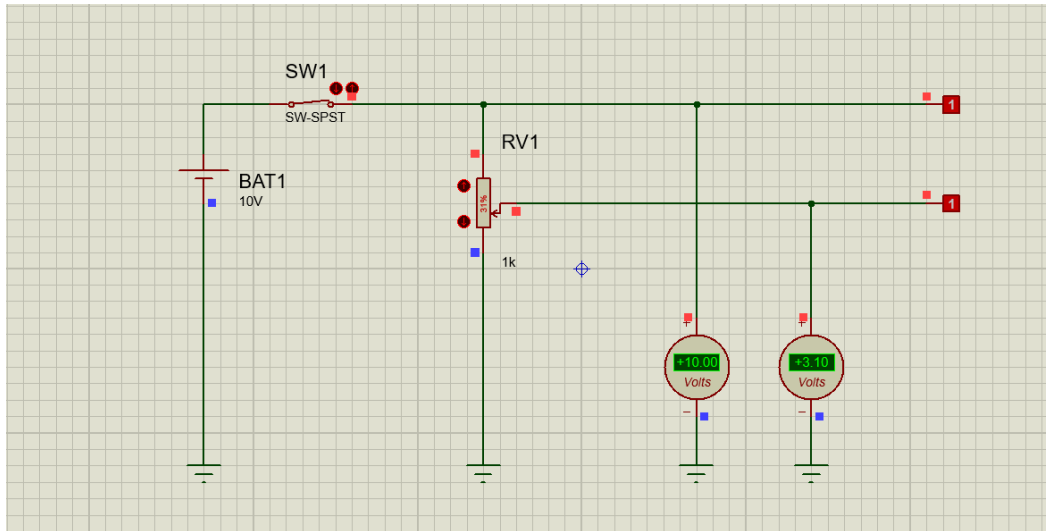 SW1
SW-SPST
1
RV1
BAT1
10V
31%
1
1k
+
+
+10.00
+3.10
Volts
Volts
−
−